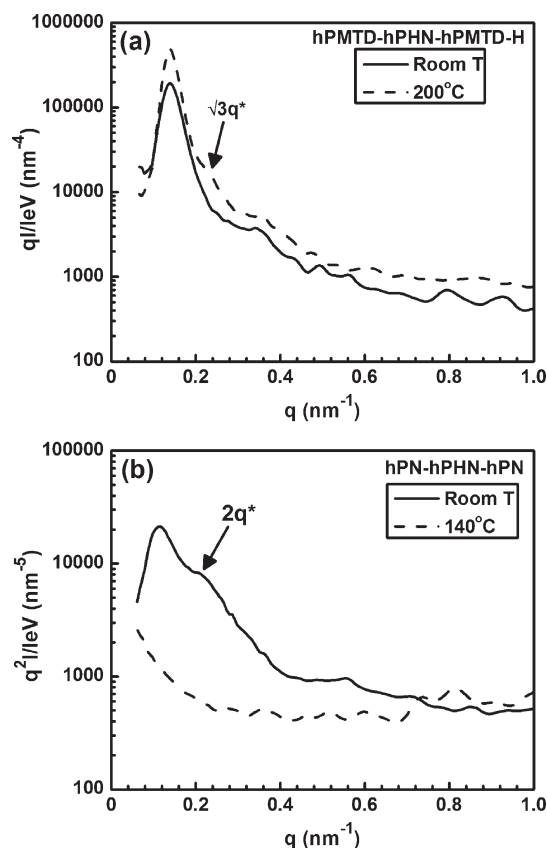 (a)
hPMTD-hPHN-hPMTD-H
Room T
200°C
√3q*
qI/IeV (nm⁻⁴)
1000000
100000
10000
1000
100
0 0.2 0.4 0.6 0.8 1.0
q (nm⁻¹)
(b)
hPN-hPHN-hPN
Room T
140°C
2q*
q²I/IeV (nm⁻⁵)
100000
10000
1000
100
0 0.2 0.4 0.6 0.8 1.0
q (nm⁻¹)